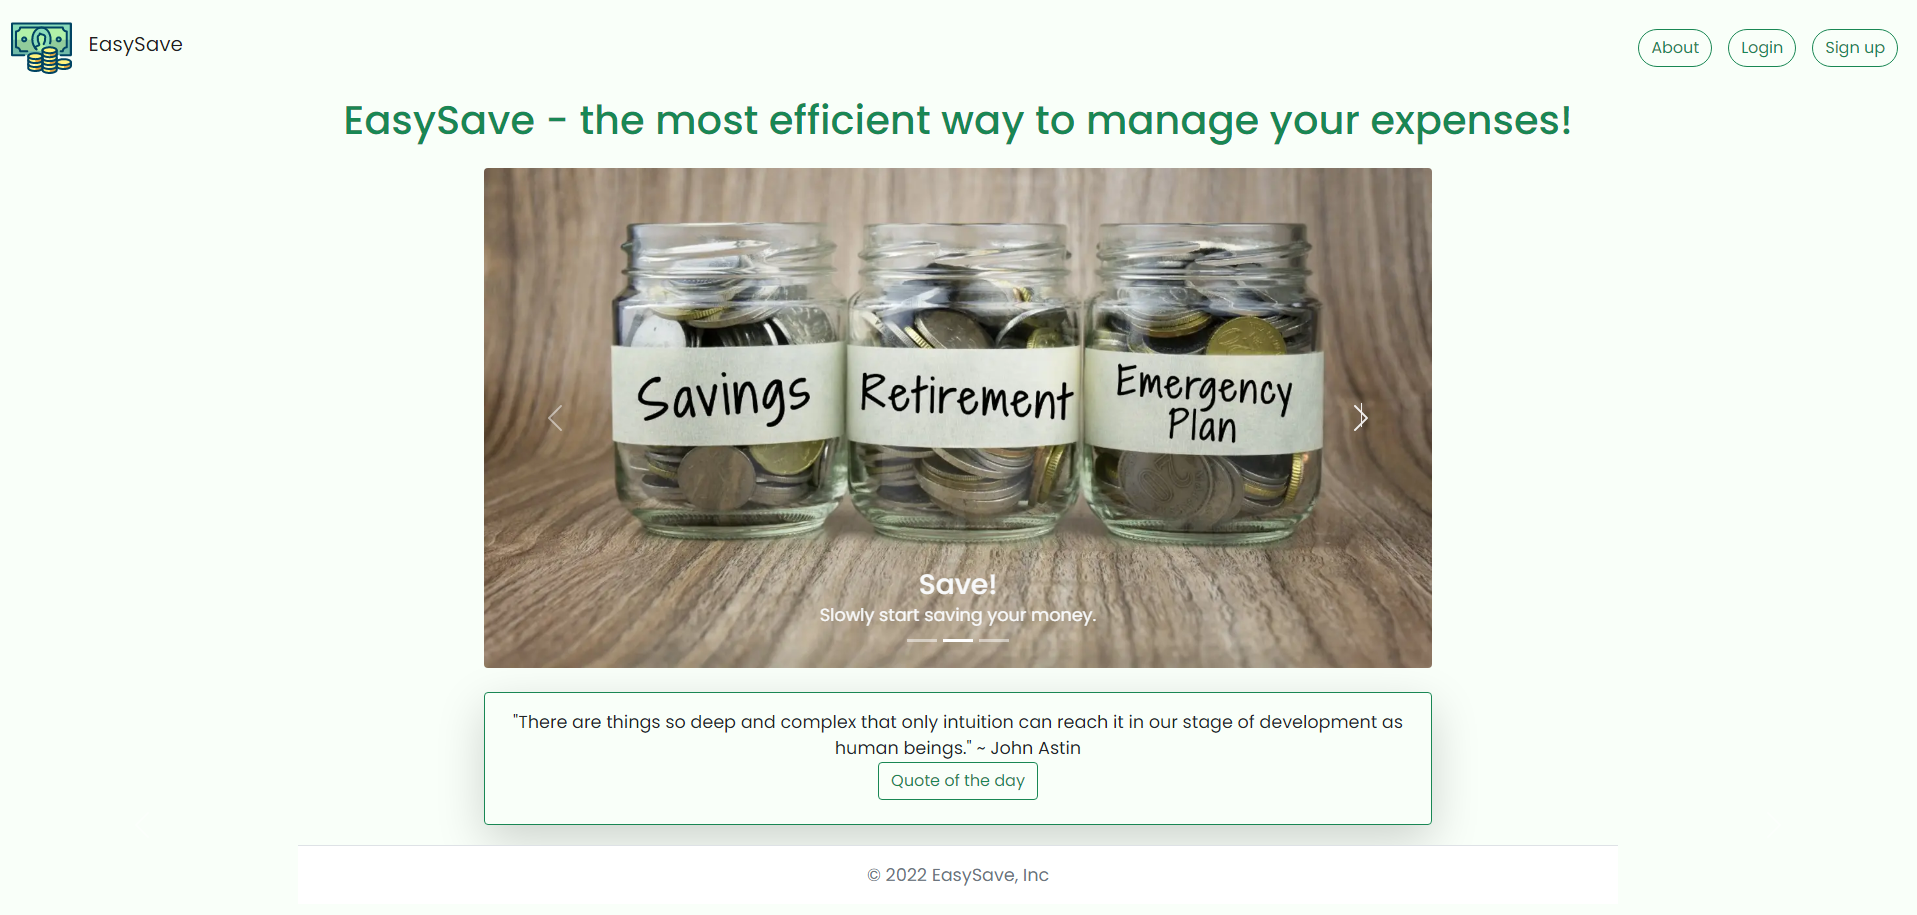 EasySave
About
Login
Sign up
EasySave - the most efficient way to manage your expenses!
Savings
Retirement
Emergency
Plan
Save!
Slowly start saving your money.
"There are things so deep and complex that only intuition can reach it in our stage of development as
human beings." ~ John Astin
Quote of the day
© 2022 EasySave, Inc